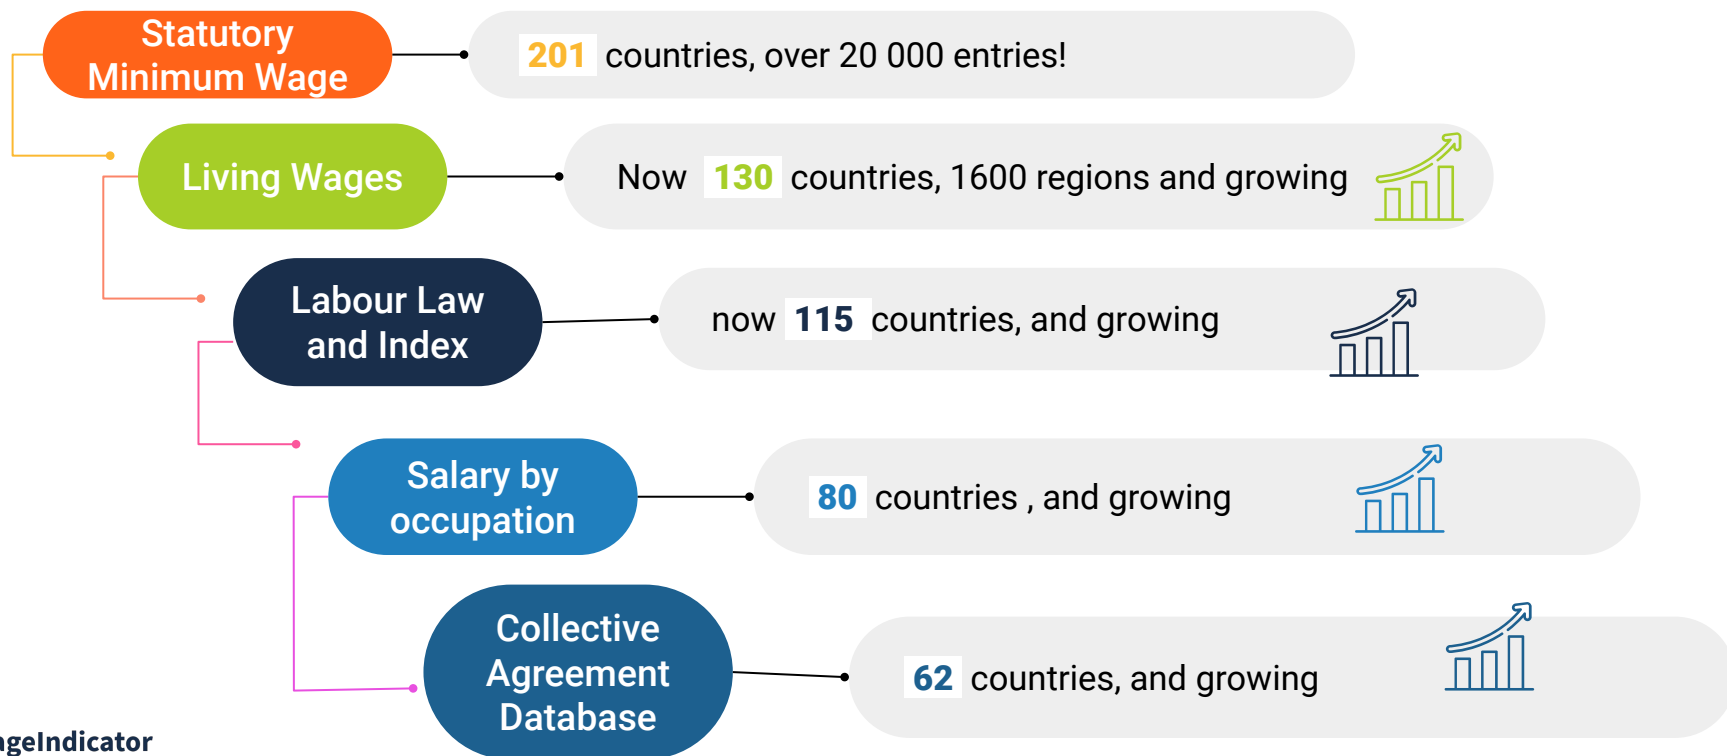 Statutory
Minimum Wage
201 countries, over 20 000 entries!
Living Wages
Now 130 countries, 1600 regions and growing
Labour Law
and Index
now 115 countries, and growing
Salary by
occupation
80 countries , and growing
Collective
Agreement
Database
62 countries, and growing
geIndicator